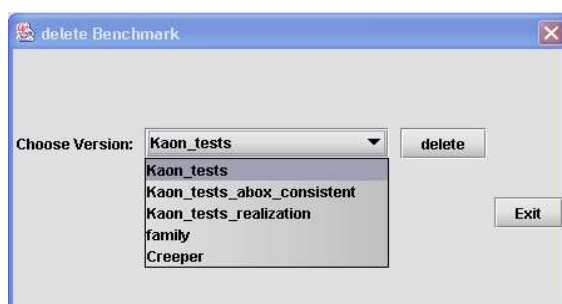 delete Benchmark
Choose Version:
Kaon_tests
delete
Kaon_tests
Kaon_tests_abox_consistent
Kaon_tests_realization
family
Creeper
Exit